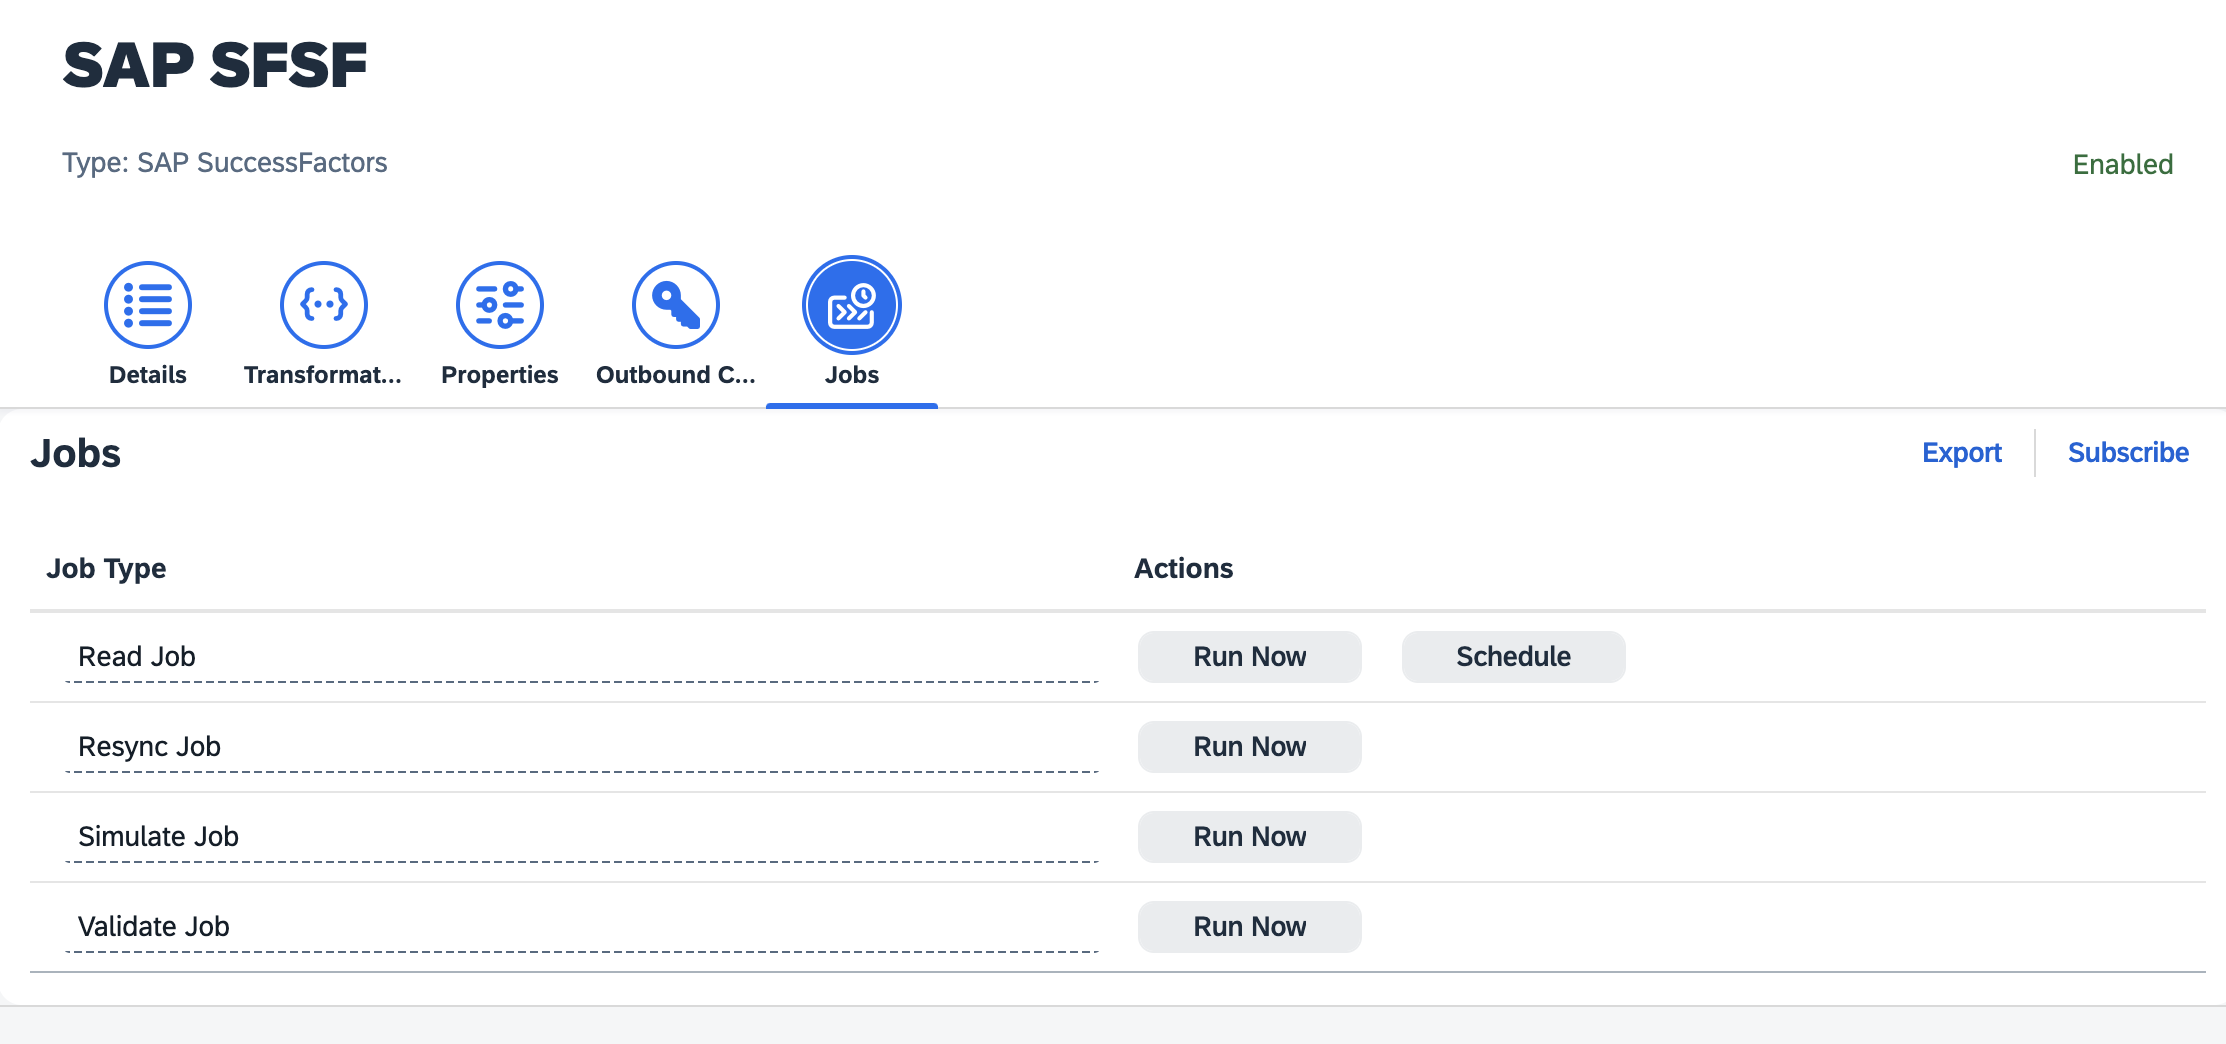 SAP SFSF
Type: SAP SuccessFactors
Enabled
Details
Transformat...
Properties
Outbound C...
Jobs
Jobs
Export
Subscribe
Job Type
Actions
Read Job
Run Now
Schedule
Resync Job
Run Now
Simulate Job
Run Now
Validate Job
Run Now